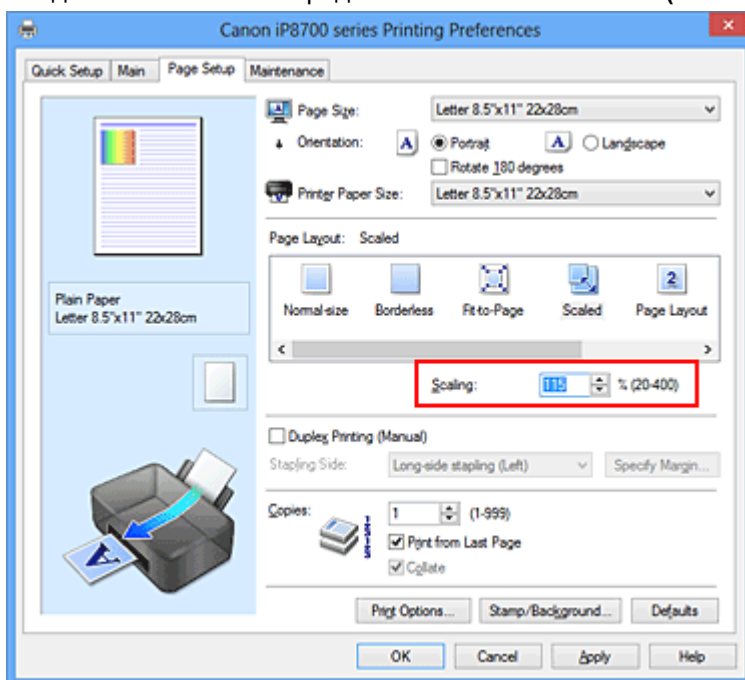 Canon iP8700 series Printing Preferences
Quick Setup Main Page Setup Maintenance
Page Size: Letter 8.5"x11" 22x28cm
Orientation: A Portrait A Landscape
Rotate 180 degrees
Printer Paper Size: Letter 8.5"x11" 22x28cm
Page Layout: Scaled
Normal-size Borderless Fit-to-Page Scaled Page Layout
2
Plain Paper
Letter 8.5"x11" 22x28cm
Scaling: 115 % (20-400)
Duplex Printing (Manual)
Stapling Side: Long-side stapling (Left) Specify Margin...
Copies: 1 (1-999)
Print from Last Page
Collate
A
Print Options... Stamp/Background... Defaults
OK Cancel Apply Help